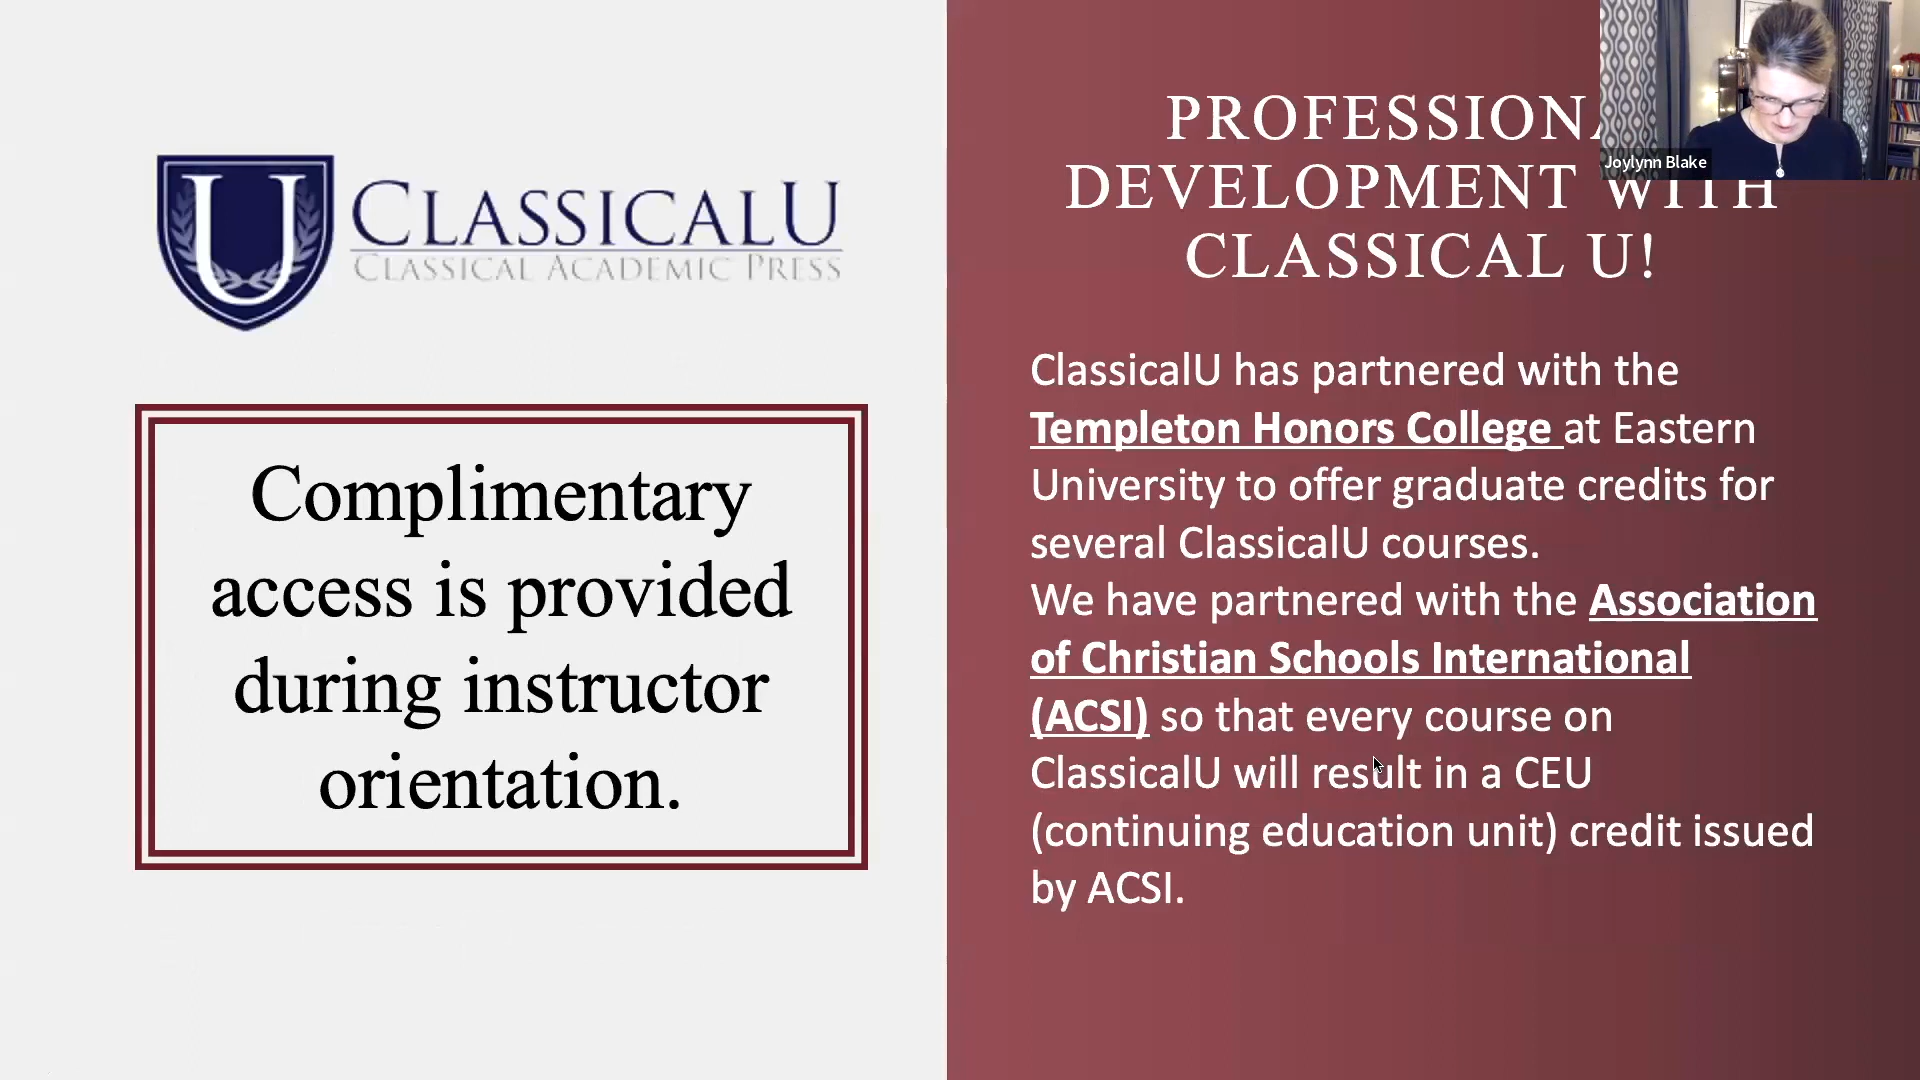 U CLASSICALU
CLASSICAL ACADEMIC PRESS
Complimentary
access is provided
during instructor
orientation.
DEVELOPMENT WITH
CLASSICAL U!
ClassicalU has partnered with the
Templeton Honors College at Eastern
University to offer graduate credits for
several ClassicalU courses.
We have partnered with the Association
of Christian Schools International
(ACSI) so that every course on
ClassicalU will result in a CEU
(continuing education unit) credit issued
by ACSI.
Joylynn Blake